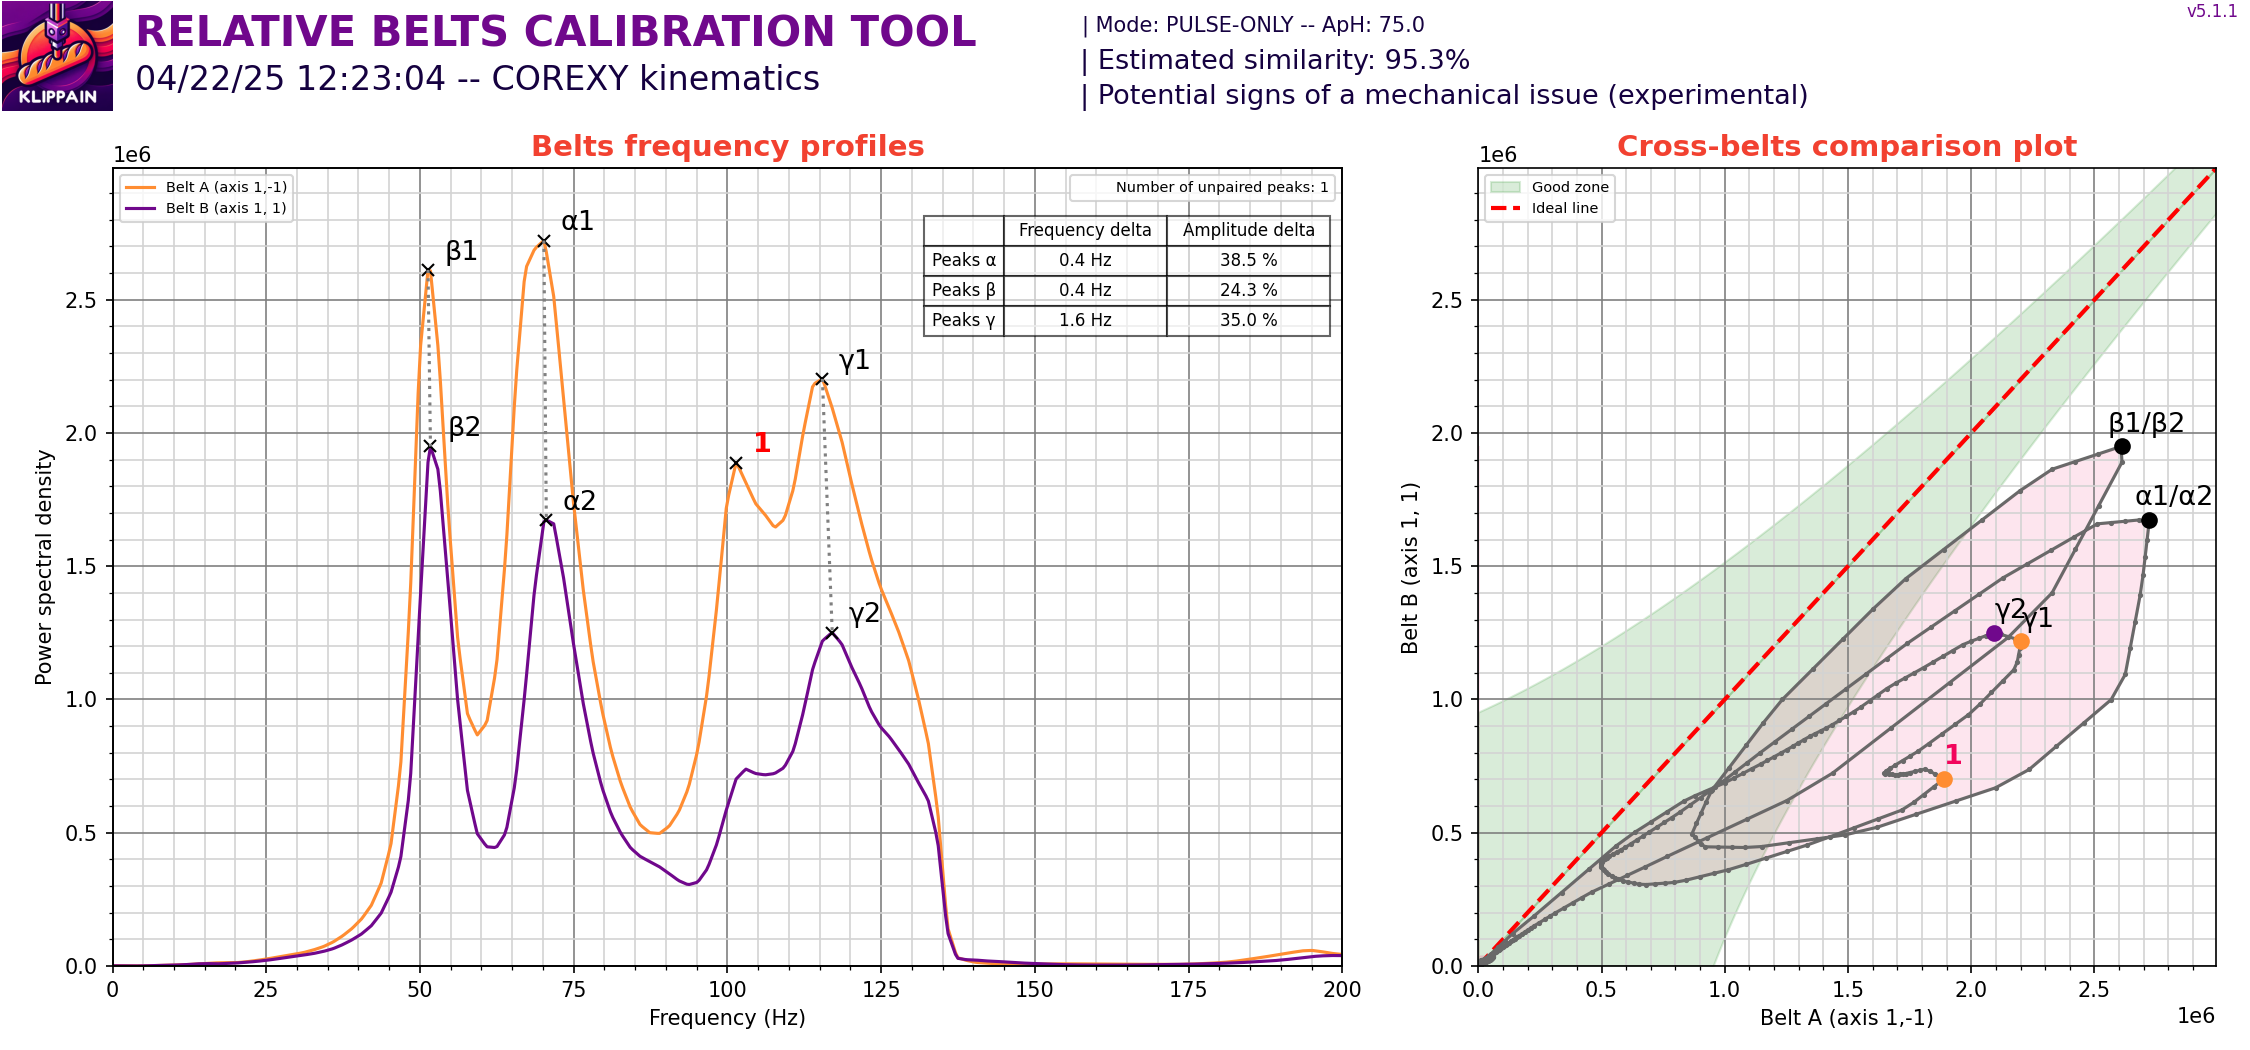 v5.1.1
KLIPPAIN
RELATIVE BELTS CALIBRATION TOOL
04/22/25 12:23:04 -- COREXY kinematics
| Mode: PULSE-ONLY -- ApH: 75.0
| Estimated similarity: 95.3%
| Potential signs of a mechanical issue (experimental)
Belts frequency profiles
1e6
Belt A (axis 1,-1)
Belt B (axis 1, 1)
Number of unpaired peaks: 1
Frequency delta Amplitude delta
Peaks α 0.4 Hz 38.5 %
Peaks β 0.4 Hz 24.3 %
Peaks γ 1.6 Hz 35.0 %
α1
β1
γ1
β2
1
α2
γ2
2.5
2.0
1.5
1.0
0.5
0.0
Power spectral density
0 25 50 75 100 125 150 175 200
Frequency (Hz)
Cross-belts comparison plot
1e6
Good zone
Ideal line
β1/β2
α1/α2
γ2
γ1
1
2.5
2.0
1.5
1.0
0.5
0.0
Belt B (axis 1, 1)
0.0 0.5 1.0 1.5 2.0 2.5
Belt A (axis 1,-1)
1e6